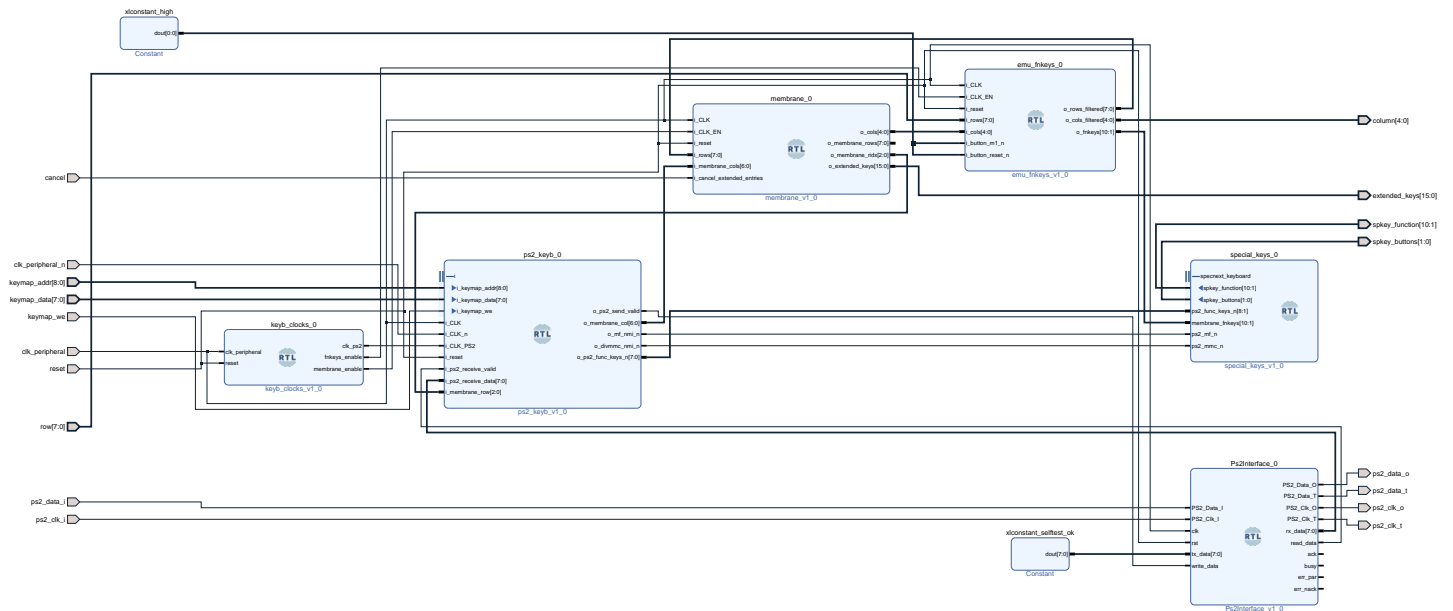 xlconstant_high
dout[0:0]
Constant
emu_fnkeys_0
i_CLK
i_CLK_EN
i_reset
i_rows[7:0]
i_cols[4:0]
i_button_m1_n
i_button_reset_n
o_rows_filtered[7:0]
o_cols_filtered[4:0]
o_fnkeys[10:1]
RTL
emu_fnkeys_v1_0
membrane_0
i_CLK
i_CLK_EN
i_reset
i_rows[7:0]
i_membrane_cols[6:0]
i_cancel_extended_entries
o_cols[4:0]
o_membrane_rows[7:0]
o_membrane_ridx[2:0]
o_extended_keys[15:0]
RTL
membrane_v1_0
column[4:0]
extended_keys[15:0]
spkey_function[10:1]
spkey_buttons[1:0]
cancel
clk_peripheral_n
keymap_addr[8:0]
keymap_data[7:0]
keymap_we
clk_peripheral
reset
row[7:0]
ps2_data_i
ps2_clk_i
keyb_clocks_0
clk_peripheral
reset
clk_ps2
fnkeys_enable
membrane_enable
RTL
keyb_clocks_v1_0
ps2_keyb_0
i_keymap_addr[8:0]
i_keymap_data[7:0]
i_keymap_we
i_CLK
i_CLK_n
i_CLK_PS2
i_reset
i_ps2_receive_valid
i_ps2_receive_data[7:0]
i_membrane_row[2:0]
o_ps2_send_valid
o_membrane_col[6:0]
o_mf_nmi_n
o_divmmc_nmi_n
o_ps2_func_keys_n[7:0]
RTL
ps2_keyb_v1_0
special_keys_0
specnext_keyboard
spkey_function[10:1]
spkey_buttons[1:0]
ps2_func_keys_n[8:1]
membrane_fnkeys[10:1]
ps2_mf_n
ps2_mmc_n
RTL
special_keys_v1_0
xlconstant_selftest_ok
dout[7:0]
Constant
Ps2Interface_0
PS2_Data_I
PS2_Clk_I
clk
rst
tx_data[7:0]
write_data
PS2_Data_O
PS2_Data_T
PS2_Clk_O
PS2_Clk_T
rx_data[7:0]
read_data
ack
busy
err_par
err_nack
RTL
Ps2Interface_v1_0
ps2_data_o
ps2_data_t
ps2_clk_o
ps2_clk_t